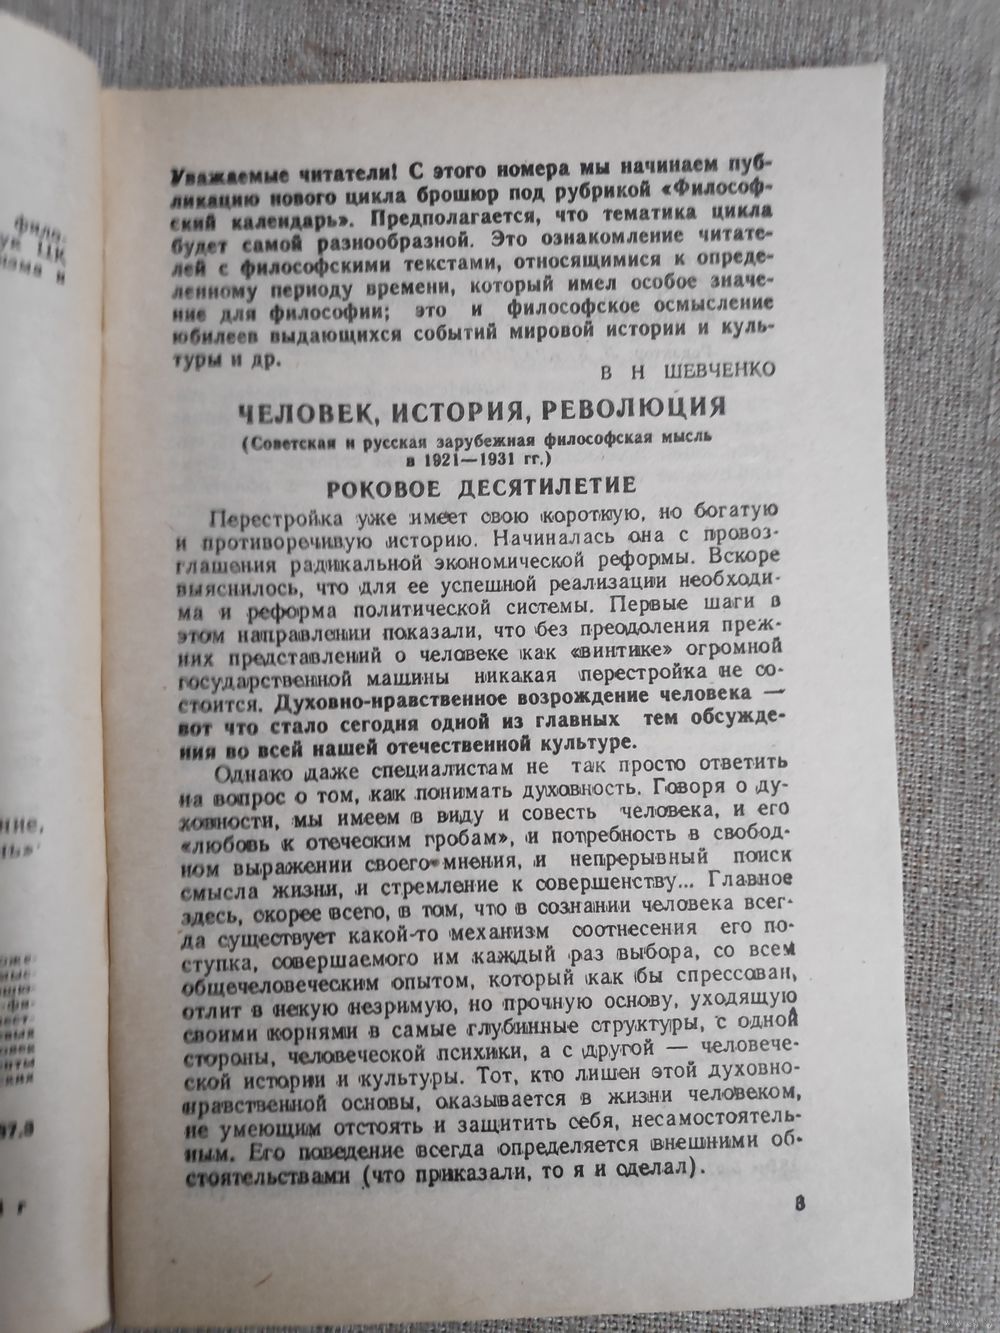 Уважаемые читатели! С этого номера мы начинаем пуб-
ликацию нового цикла брошюр под рубрикой «Философ-
ский календарь». Предполагается, что тематика цикла
будет самой разнообразной. Это ознакомление читате-
лей с философскими текстами, относящимися к опреде-
ленному периоду времени, который имел особое значе-
ние для философии; это и философское осмысление
юбилеев выдающихся событий мировой истории и куль-
туры и др.
В Н ШЕВЧЕНКО
ЧЕЛОВЕК, ИСТОРИЯ, РЕВОЛЮЦИЯ
(Советская и русская зарубежная философская мысль
в 1921—1931 гг.)
РОКОВОЕ ДЕСЯТИЛЕТИЕ
Перестройка уже имеет свою короткую, но богатую
и противоречивую историю. Начиналась она с провоз-
глашения радикальной экономической реформы. Вскоре
выяснилось, что для ее успешной реализации необходи-
ма и реформа политической системы. Первые шаги в
этом направлении показали, что без преодоления преж-
них представлений о человеке как «винтике» огромной
государственной машины никакая перестройка не со-
стоится. Духовно-нравственное возрождение человека —
вот что стало сегодня одной из главных тем обсужде-
ния во всей нашей отечественной культуре.
Однако даже специалистам не так просто ответить
на вопрос о том, как понимать духовность. Говоря о ду-
ховности, мы имеем в виду и совесть человека, и его
«любовь к отеческим гробам», и потребность в свобод-
ном выражении своего мнения, и непрерывный поиск
смысла жизни, и стремление к совершенству... Главное
здесь, скорее всего, в том, что в сознании человека всег-
да существует какой-то механизм соотнесения его по-
ступка, совершаемого им каждый раз выбора, со всем
общечеловеческим опытом, который как бы спрессован,
отлит в некую незримую, но прочную основу, уходящую
своими корнями в самые глубинные структуры, с одной
стороны, человеческой психики, а с другой — человече-
ской истории и культуры. Тот, кто лишен этой духовно-
нравственной основы, оказывается в жизни человеком,
не умеющим отстоять и защитить себя, несамостоятель-
ным. Его поведение всегда определяется внешними об-
стоятельствами (что приказали, то я и сделал).
3